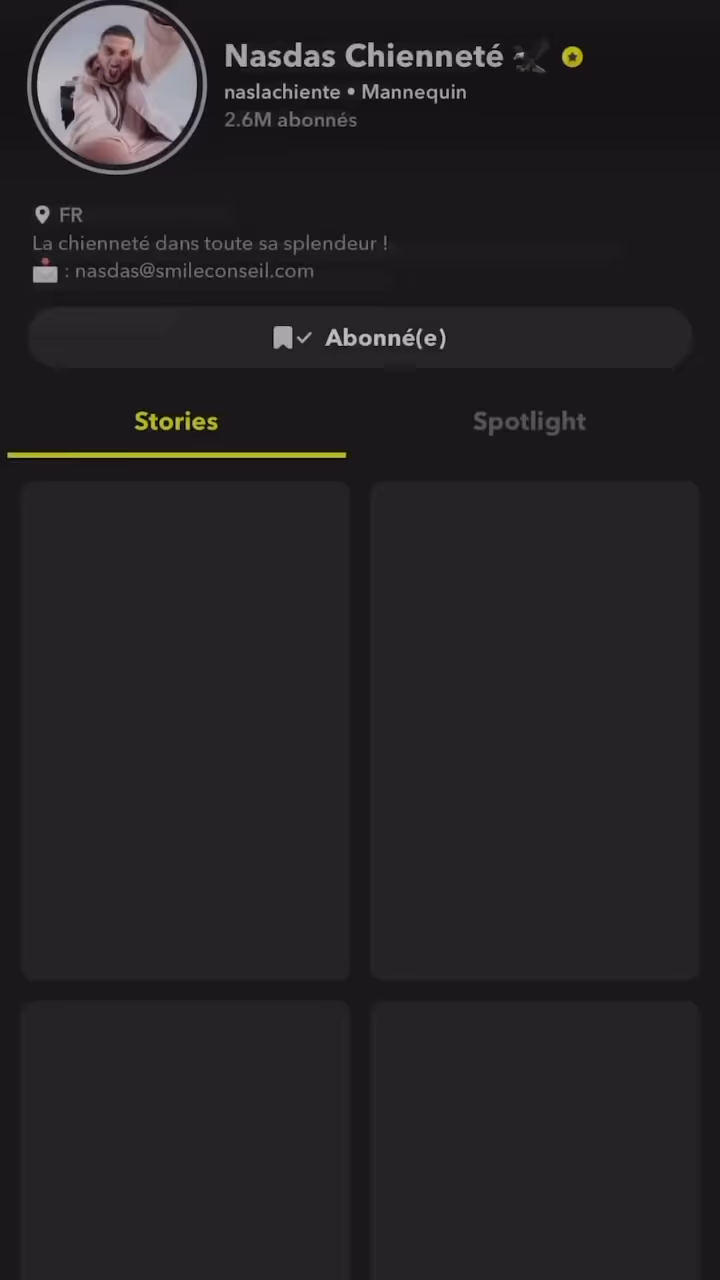 Nasdas Chienneté
naslachiente • Mannequin
2.6M abonnés
FR
La chienneté dans toute sa splendeur !
: nasdas@smileconseil.com
Abonné(e)
Stories
Spotlight